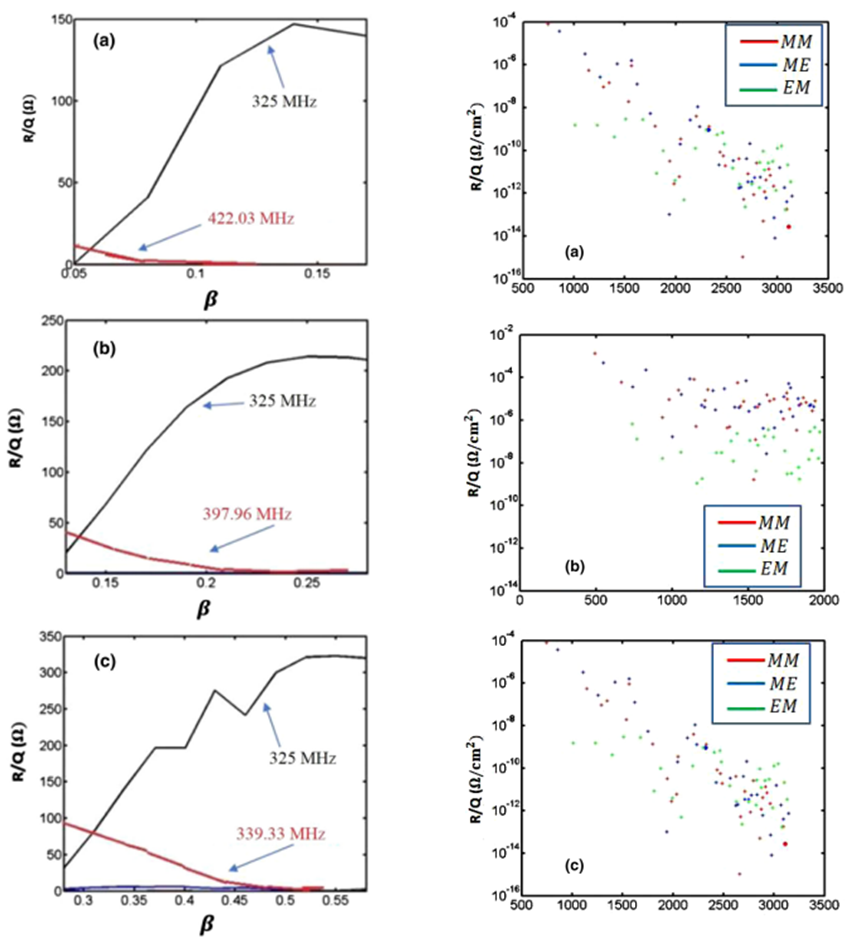 (a)
R/Q (Ω)
150
100
50
0
325 MHz
422.03 MHz
0.05
0.1
0.15
β
(b)
R/Q (Ω)
250
200
150
100
50
0
325 MHz
397.96 MHz
0.15
0.2
0.25
β
(c)
R/Q (Ω)
350
300
250
200
150
100
50
0
325 MHz
339.33 MHz
0.3
0.35
0.4
0.45
0.5
0.55
β
R/Q (Ω/cm²)
10⁻⁴
10⁻⁶
10⁻⁸
10⁻¹⁰
10⁻¹²
10⁻¹⁴
10⁻¹⁶
MM
ME
EM
(a)
500 1000 1500 2000 2500 3000 3500
R/Q (Ω/cm²)
10⁻²
10⁻⁴
10⁻⁶
10⁻⁸
10⁻¹⁰
10⁻¹²
10⁻¹⁴
MM
ME
EM
(b)
0 500 1000 1500 2000
R/Q (Ω/cm²)
10⁻⁴
10⁻⁶
10⁻⁸
10⁻¹⁰
10⁻¹²
10⁻¹⁴
10⁻¹⁶
MM
ME
EM
(c)
500 1000 1500 2000 2500 3000 3500